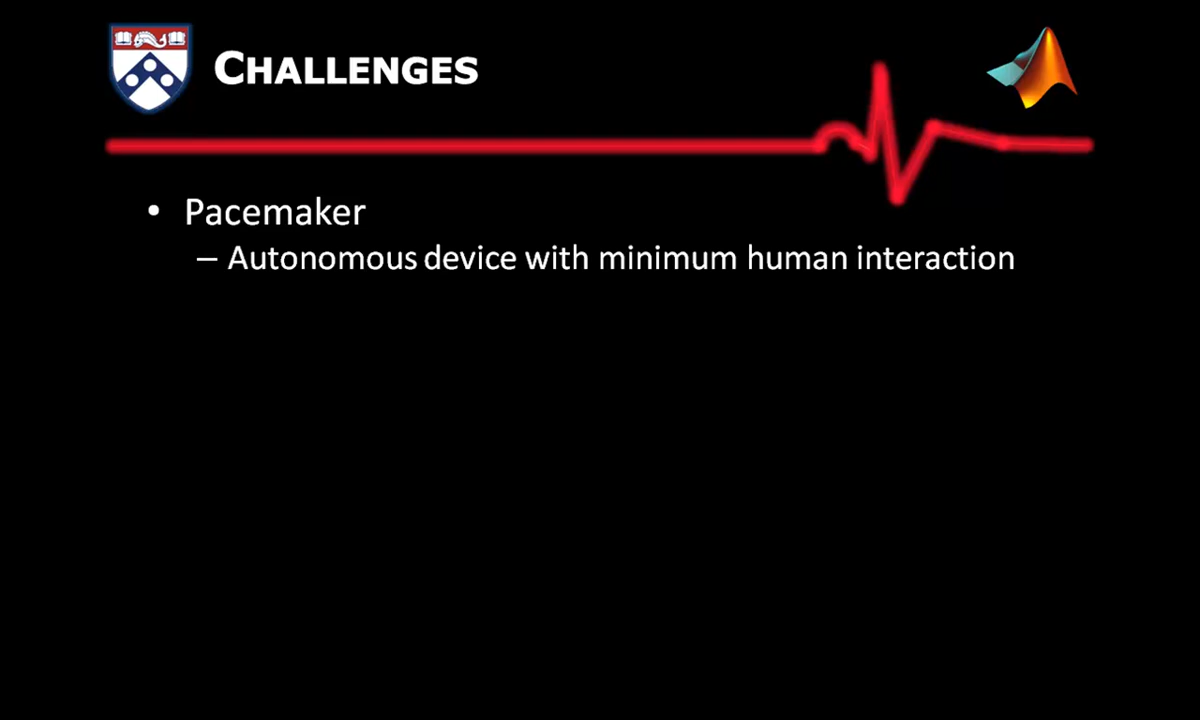 CHALLENGES
• Pacemaker
– Autonomous device with minimum human interaction